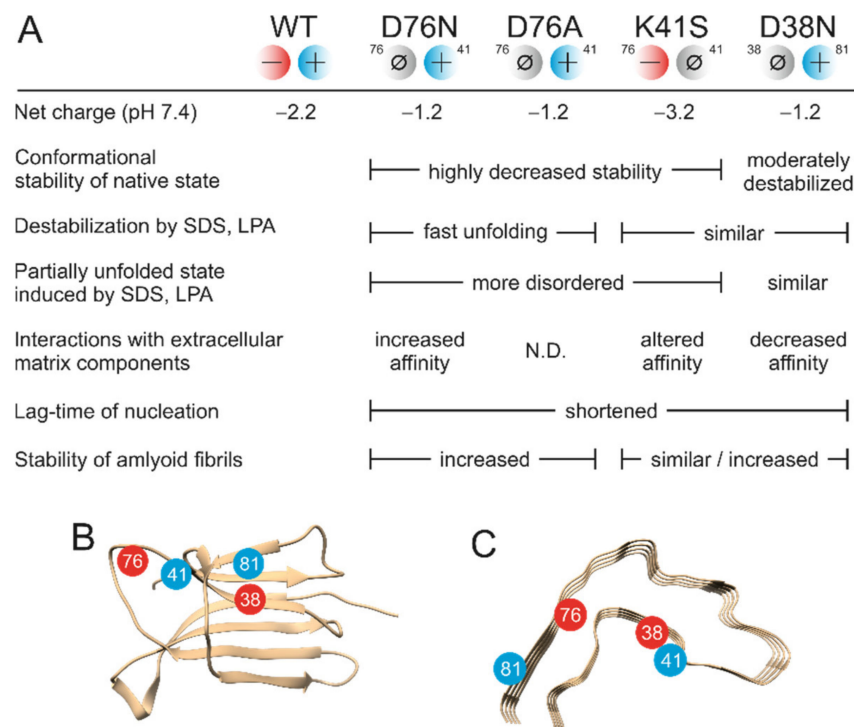 A
WT D76N D76A K41S D38N
− + 76 ø + 41 76 ø + 41 76 − ø 41 38 ø + 81
Net charge (pH 7.4) −2.2 −1.2 −1.2 −3.2 −1.2
Conformational
stability of native state
highly decreased stability
moderately
destabilized
Destabilization by SDS, LPA fast unfolding similar
Partially unfolded state
induced by SDS, LPA
more disordered similar
Interactions with extracellular
matrix components
increased
affinity
N.D.
altered
affinity
decreased
affinity
Lag-time of nucleation shortened
Stability of amlyoid fibrils increased similar / increased
B
76 41 81
38
C
76 38
81 41